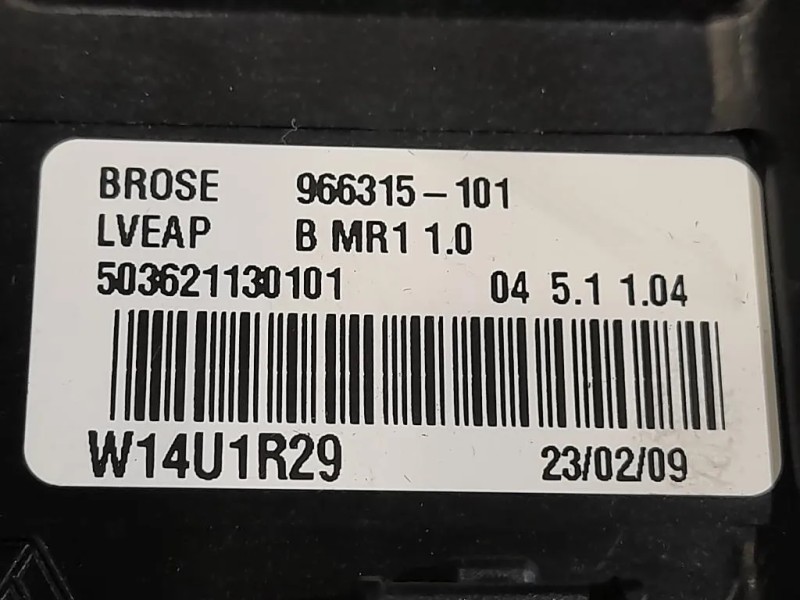 BROSE 966315-101
LVEAP B MR1 1.0
503621130101 04 5.1 1.04
W14U1R29 23/02/09